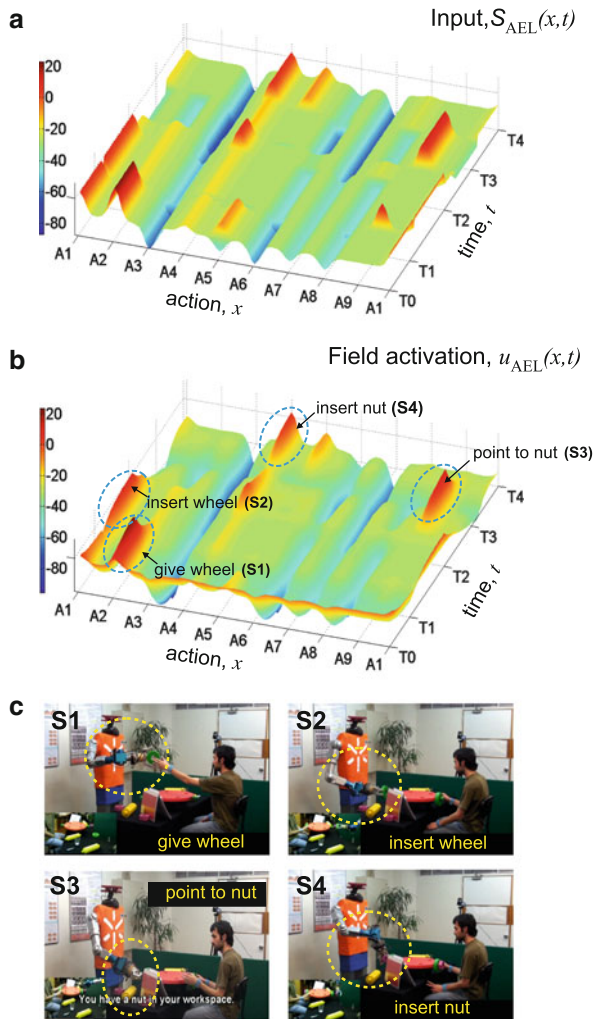 a
Input, S_AEL(x,t)
20
0
-20
-40
-60
-80
A1
A2
A3
A4
A5
A6
A7
A8
A9
A1
action, x
T0
T1
T2
T3
T4
time, t
b
Field activation, u_AEL(x,t)
20
0
-20
-40
-60
-80
insert nut (S4)
point to nut (S3)
insert wheel (S2)
give wheel (S1)
A1
A2
A3
A4
A5
A6
A7
A8
A9
A1
action, x
T0
T1
T2
T3
T4
time, t
c
S1
give wheel
S2
insert wheel
S3
point to nut
You have a nut in your workspace.
S4
insert nut